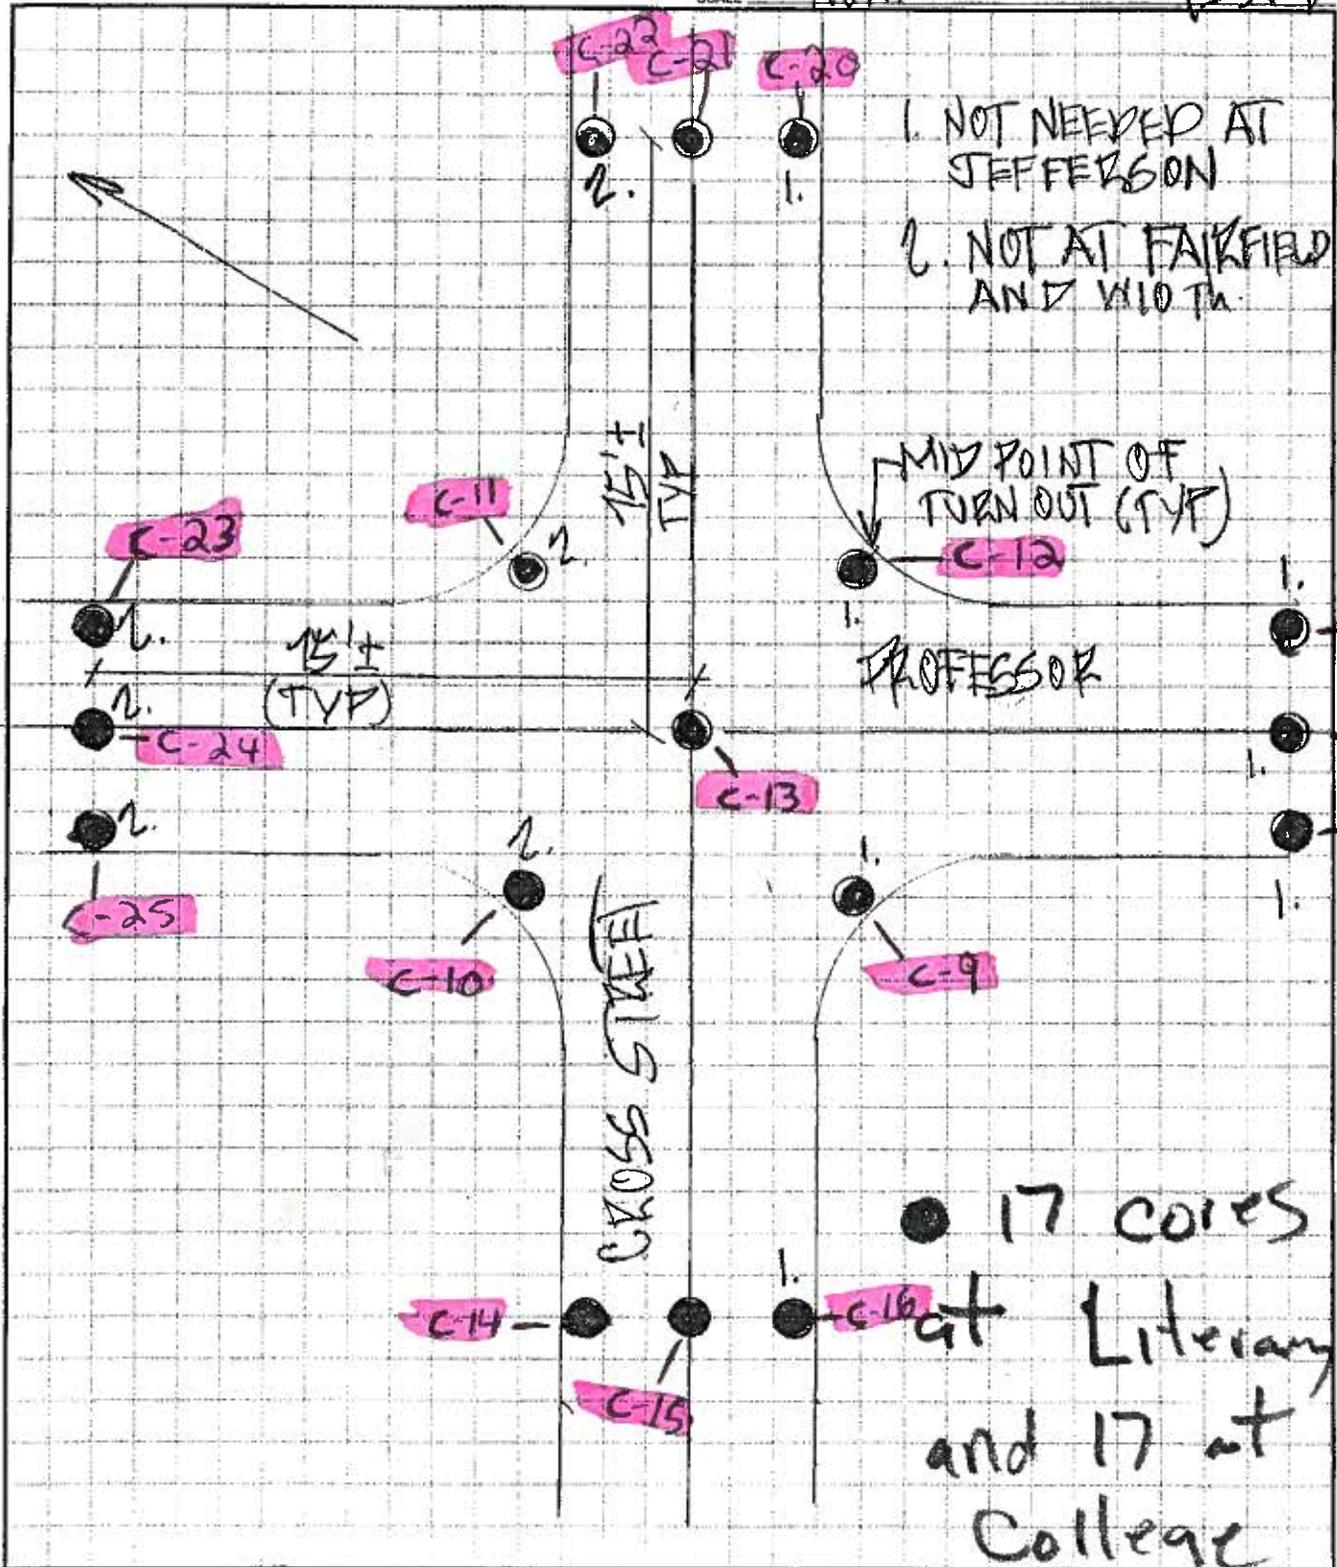 C-22 C-21 C-20
2. 1.
1. NOT NEEDED AT
JEFFERSON
2. NOT AT FAIRFIELD
AND W10TH.
15'±
TYP
MID POINT OF
TURN OUT (TYP)
C-11
2.
C-12
1.
C-23
2.
1.
15'±
(TYP)
PROFESSOR
2.
C-24
1.
C-13
2.
C-25
1.
2.
C-10
1.
C-9
CROSS STREET
C-14
C-15
1.
C-16
17 cores
at Literary
and 17 at
College